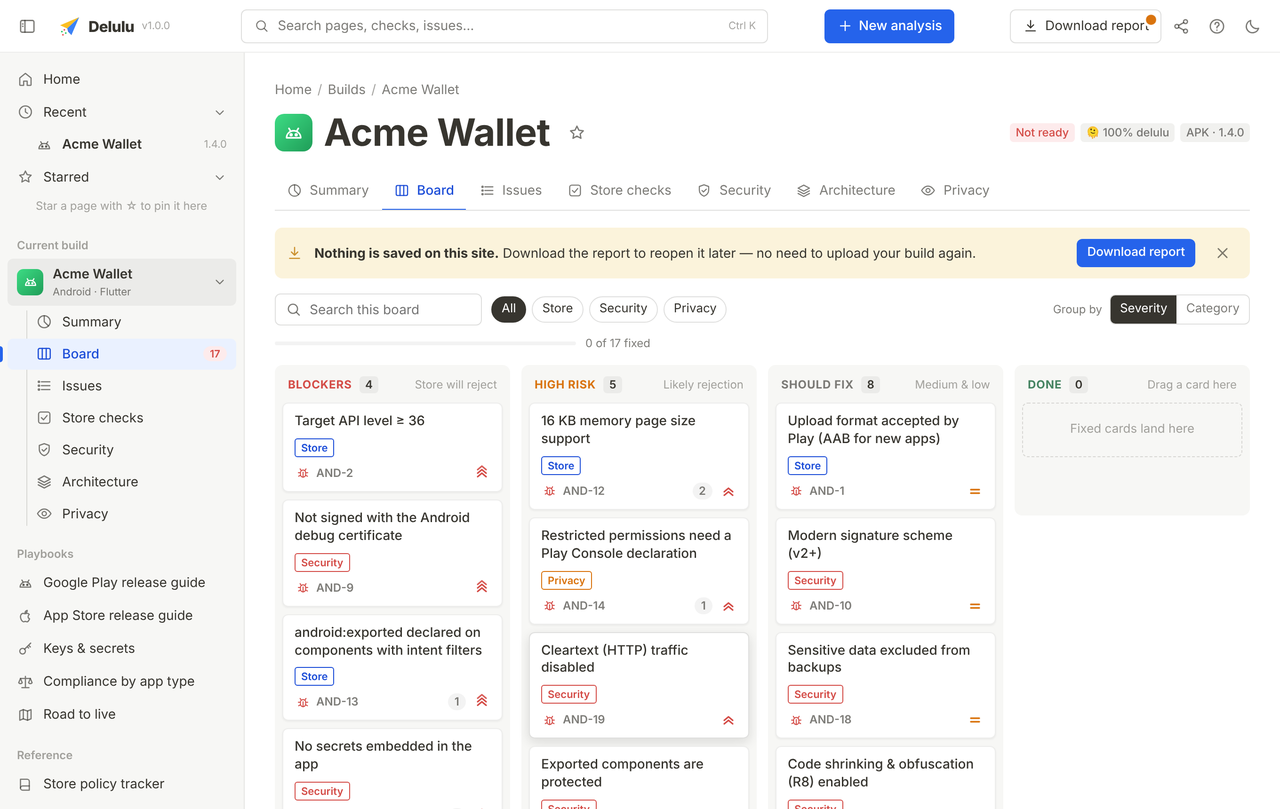 Delulu v1.0.0
Search pages, checks, issues...
Ctrl K
New analysis
Download report
Home
Recent
Acme Wallet 1.4.0
Starred
Star a page with ☆ to pin it here
Current build
Acme Wallet
Android · Flutter
Summary
Board 17
Issues
Store checks
Security
Architecture
Privacy
Playbooks
Google Play release guide
App Store release guide
Keys & secrets
Compliance by app type
Road to live
Reference
Store policy tracker
Home / Builds / Acme Wallet
Acme Wallet
Not ready
🫠 100% delulu
APK · 1.4.0
Summary
Board
Issues
Store checks
Security
Architecture
Privacy
Nothing is saved on this site. Download the report to reopen it later — no need to upload your build again.
Download report
Search this board
All
Store
Security
Privacy
Group by
Severity
Category
0 of 17 fixed
BLOCKERS 4 Store will reject
Target API level ≥ 36
Store
AND-2
Not signed with the Android
debug certificate
Security
AND-9
android:exported declared on
components with intent filters
Store
AND-13 1
No secrets embedded in the
app
Security
HIGH RISK 5 Likely rejection
16 KB memory page size
support
Store
AND-12 2
Restricted permissions need a
Play Console declaration
Privacy
AND-14 1
Cleartext (HTTP) traffic
disabled
Security
AND-19
Exported components are
protected
Security
SHOULD FIX 8 Medium & low
Upload format accepted by
Play (AAB for new apps)
Store
AND-1
Modern signature scheme
(v2+)
Security
AND-10
Sensitive data excluded from
backups
Security
AND-18
Code shrinking & obfuscation
(R8) enabled
Security
DONE 0 Drag a card here
Fixed cards land here